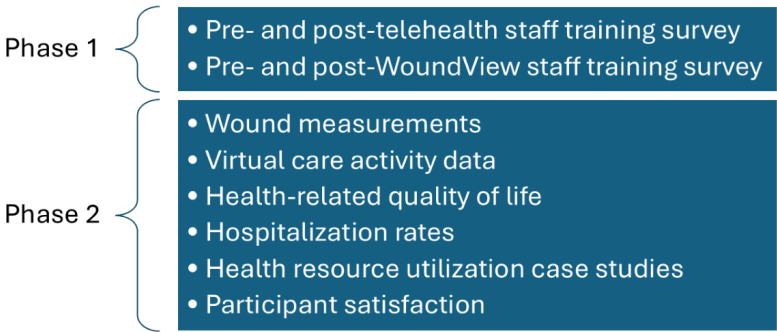 Phase 1
• Pre- and post-telehealth staff training survey
• Pre- and post-WoundView staff training survey
Phase 2
• Wound measurements
• Virtual care activity data
• Health-related quality of life
• Hospitalization rates
• Health resource utilization case studies
• Participant satisfaction